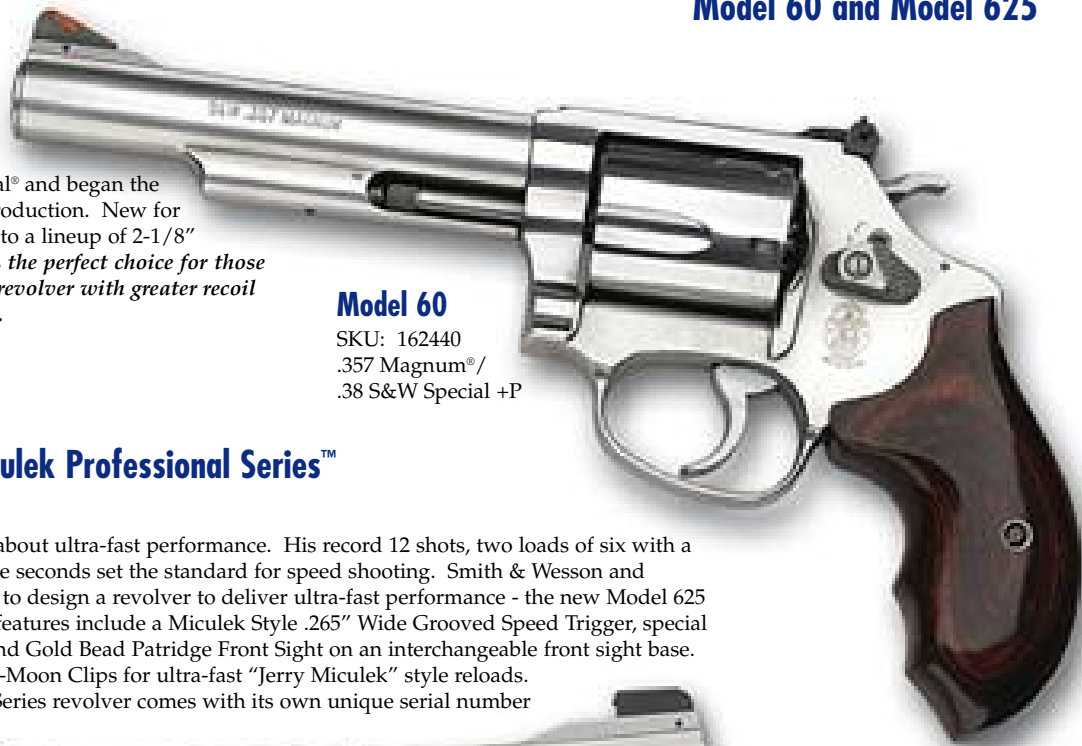 Model 60 and Model 625
S&W .357 MAGNUM
al® and began the
roduction. New for
to a lineup of 2-1/8”
the perfect choice for those
revolver with greater recoil
.
Model 60
SKU: 162440
.357 Magnum®/
.38 S&W Special +P
ulek Professional Series™
about ultra-fast performance. His record 12 shots, two loads of six with a
e seconds set the standard for speed shooting. Smith & Wesson and
to design a revolver to deliver ultra-fast performance - the new Model 625
features include a Miculek Style .265” Wide Grooved Speed Trigger, special
nd Gold Bead Patridge Front Sight on an interchangeable front sight base.
-Moon Clips for ultra-fast “Jerry Miculek” style reloads.
Series revolver comes with its own unique serial number